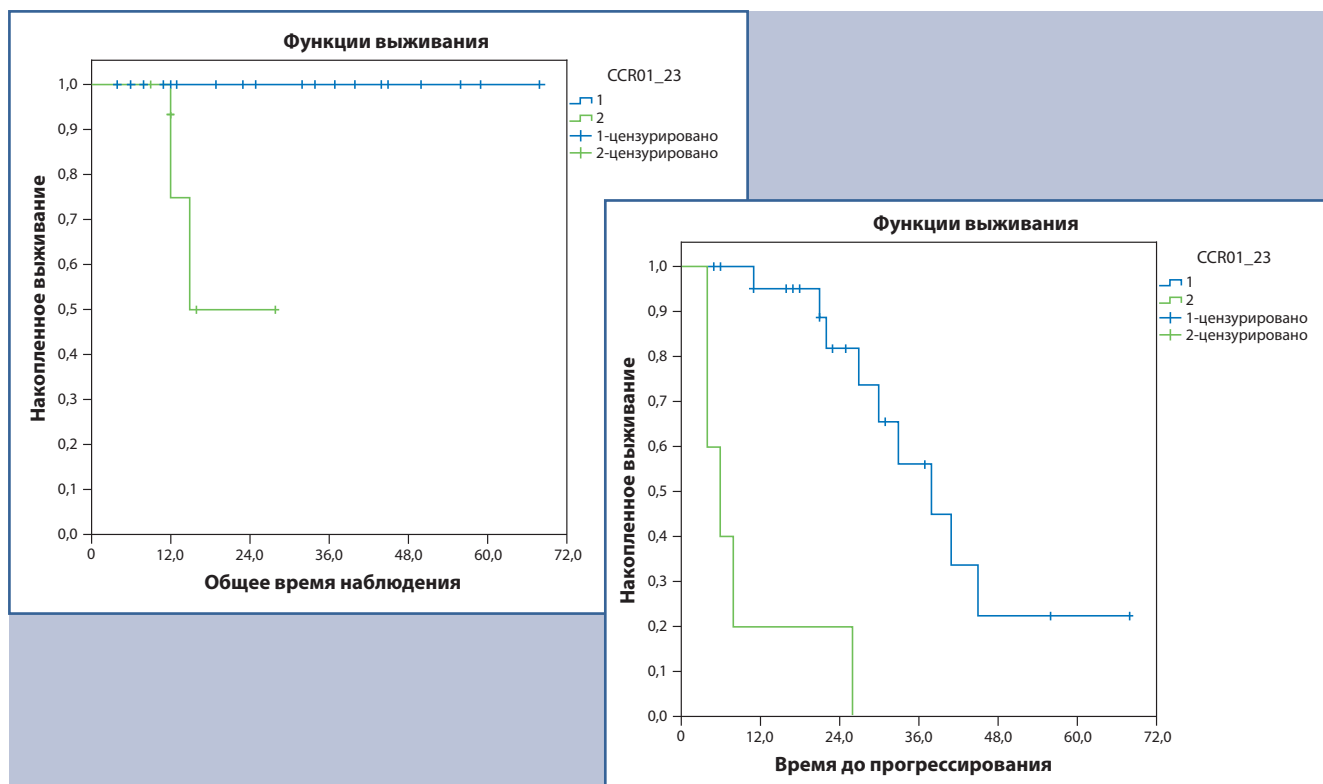 Функции выживания
Накопленное выживание
1,0
0,9
0,8
0,7
0,6
0,5
0,4
0,3
0,2
0,1
0,0
0 12,0 24,0 36,0 48,0 60,0 72,0
Общее время наблюдения
CCR01_23
1
2
1-цензурировано
2-цензурировано
Функции выживания
Накопленное выживание
1,0
0,9
0,8
0,7
0,6
0,5
0,4
0,3
0,2
0,1
0,0
0 12,0 24,0 36,0 48,0 60,0 72,0
Время до прогрессирования
CCR01_23
1
2
1-цензурировано
2-цензурировано